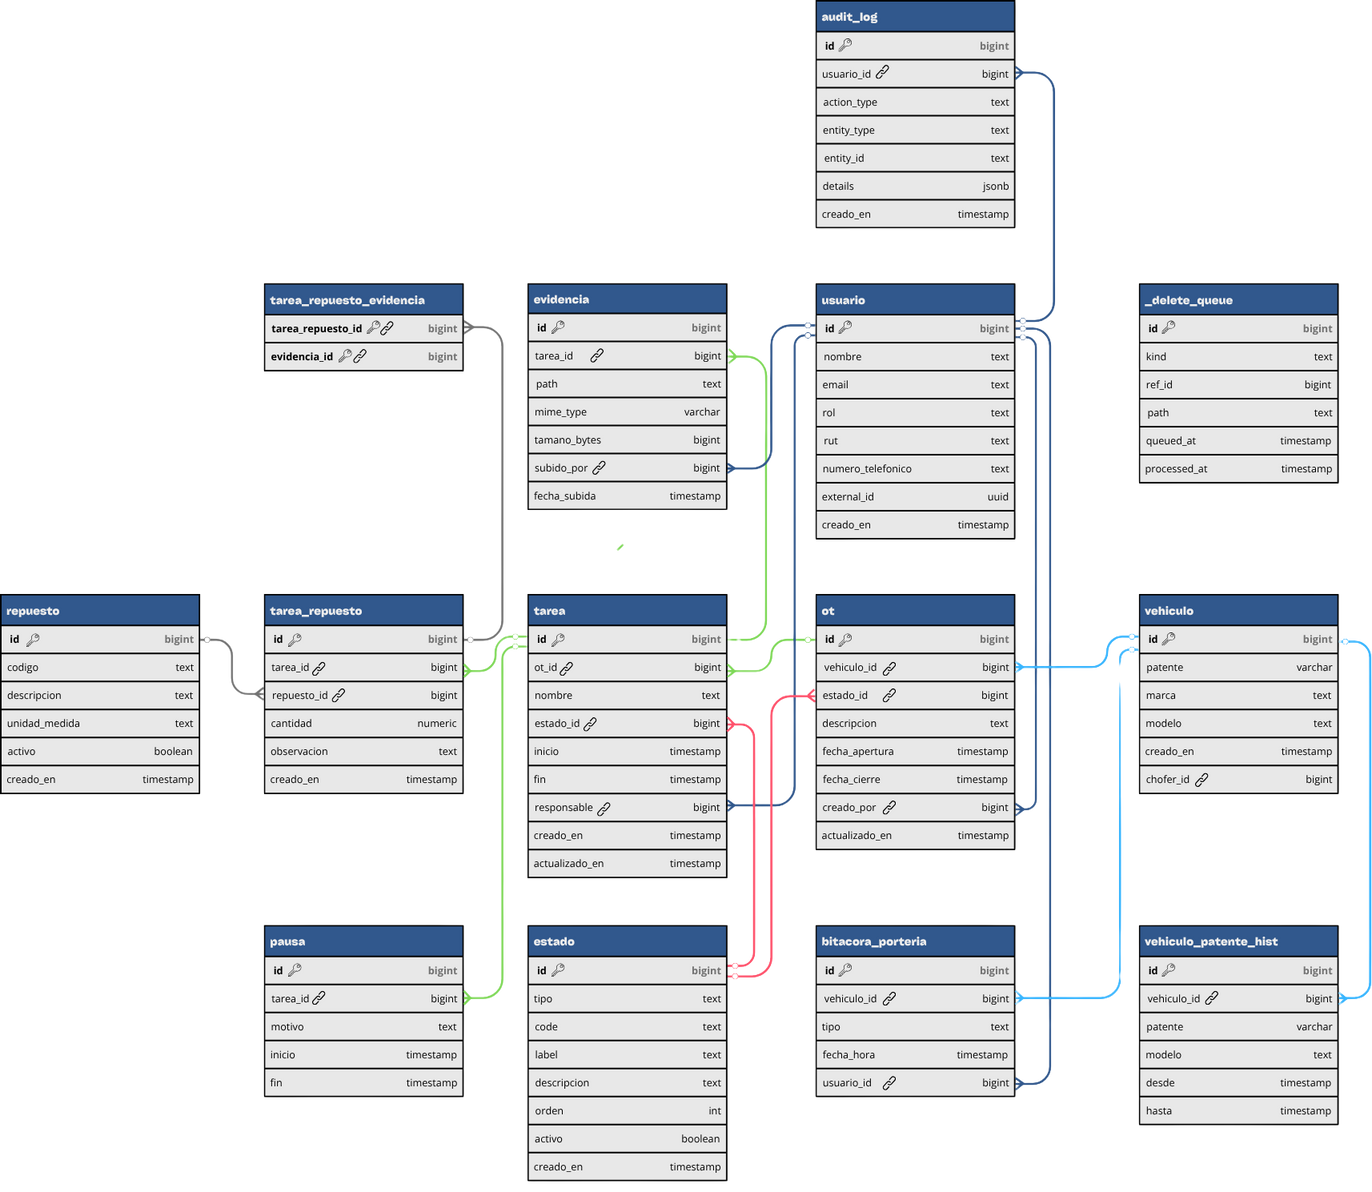 audit_log
id bigint
usuario_id bigint
action_type text
entity_type text
entity_id text
details jsonb
creado_en timestamp
tarea_repuesto_evidencia
tarea_repuesto_id bigint
evidencia_id bigint
evidencia
id bigint
tarea_id bigint
path text
mime_type varchar
tamano_bytes bigint
subido_por bigint
fecha_subida timestamp
usuario
id bigint
nombre text
email text
rol text
rut text
numero_telefonico text
external_id uuid
creado_en timestamp
_delete_queue
id bigint
kind text
ref_id bigint
path text
queued_at timestamp
processed_at timestamp
repuesto
id bigint
codigo text
descripcion text
unidad_medida text
activo boolean
creado_en timestamp
tarea_repuesto
id bigint
tarea_id bigint
repuesto_id bigint
cantidad numeric
observacion text
creado_en timestamp
tarea
id bigint
ot_id bigint
nombre text
estado_id bigint
inicio timestamp
fin timestamp
responsable bigint
creado_en timestamp
actualizado_en timestamp
ot
id bigint
vehiculo_id bigint
estado_id bigint
descripcion text
fecha_apertura timestamp
fecha_cierre timestamp
creado_por bigint
actualizado_en timestamp
vehiculo
id bigint
patente varchar
marca text
modelo text
creado_en timestamp
chofer_id bigint
pausa
id bigint
tarea_id bigint
motivo text
inicio timestamp
fin timestamp
estado
id bigint
tipo text
code text
label text
descripcion text
orden int
activo boolean
creado_en timestamp
bitacora_porteria
id bigint
vehiculo_id bigint
tipo text
fecha_hora timestamp
usuario_id bigint
vehiculo_patente_hist
id bigint
vehiculo_id bigint
patente varchar
modelo text
desde timestamp
hasta timestamp